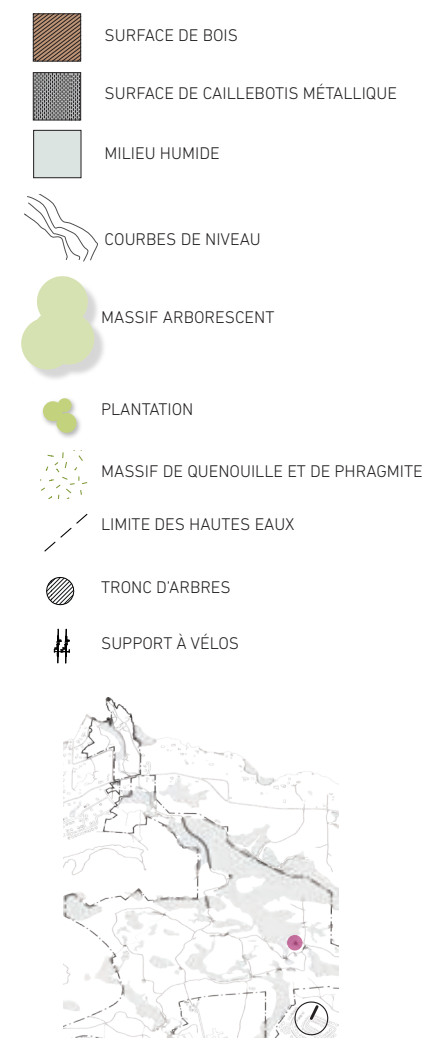 SURFACE DE BOIS
SURFACE DE CAILLEBOTIS MÉTALLIQUE
MILIEU HUMIDE
COURBES DE NIVEAU
MASSIF ARBORESCENT
PLANTATION
MASSIF DE QUENOUILLE ET DE PHRAGMITE
LIMITE DES HAUTES EAUX
TRONC D'ARBRES
SUPPORT À VÉLOS